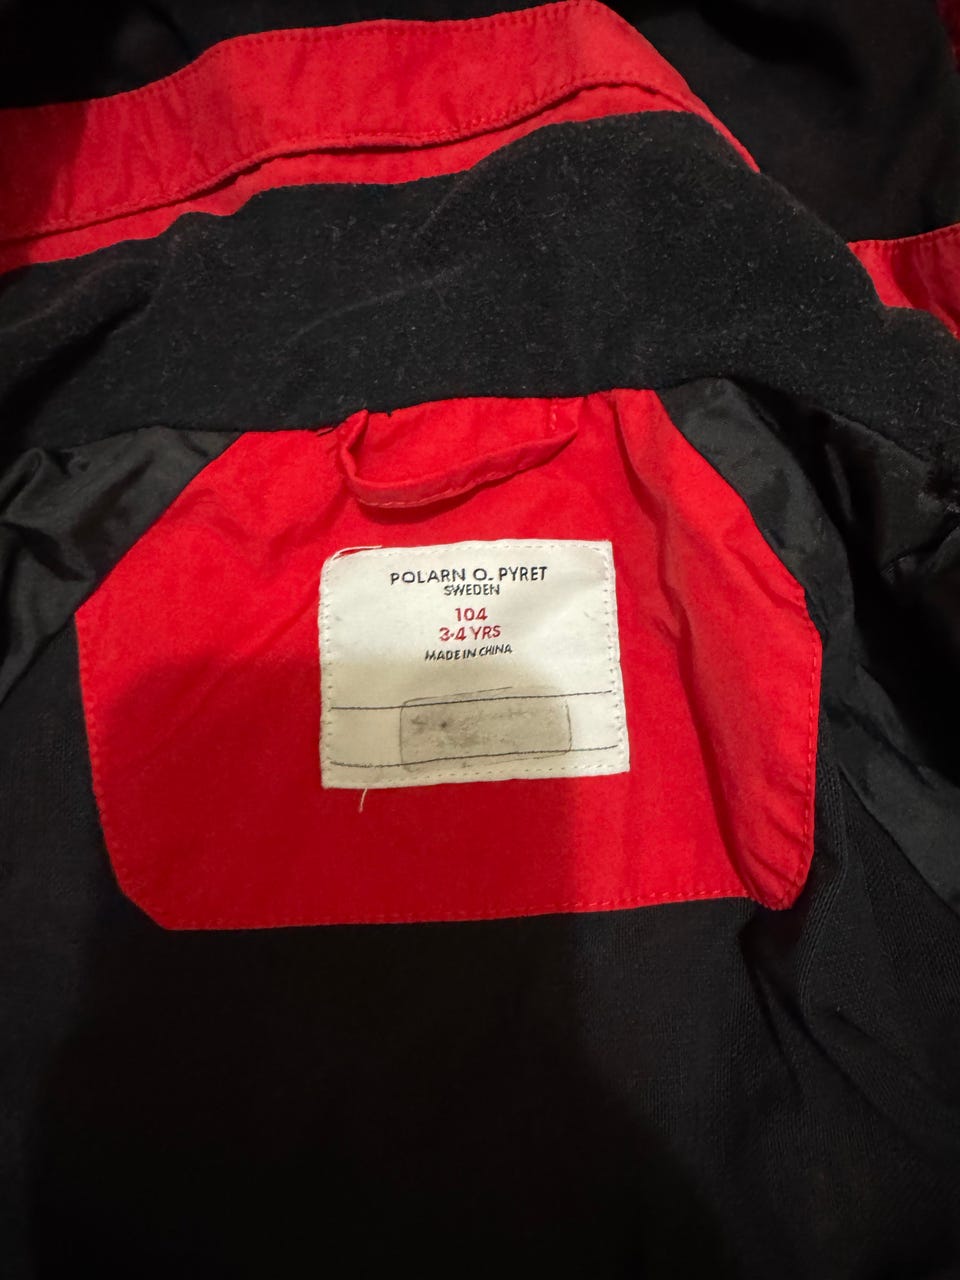 POLARN O. PYRET
SWEDEN
104
3-4 YRS
MADE IN CHINA